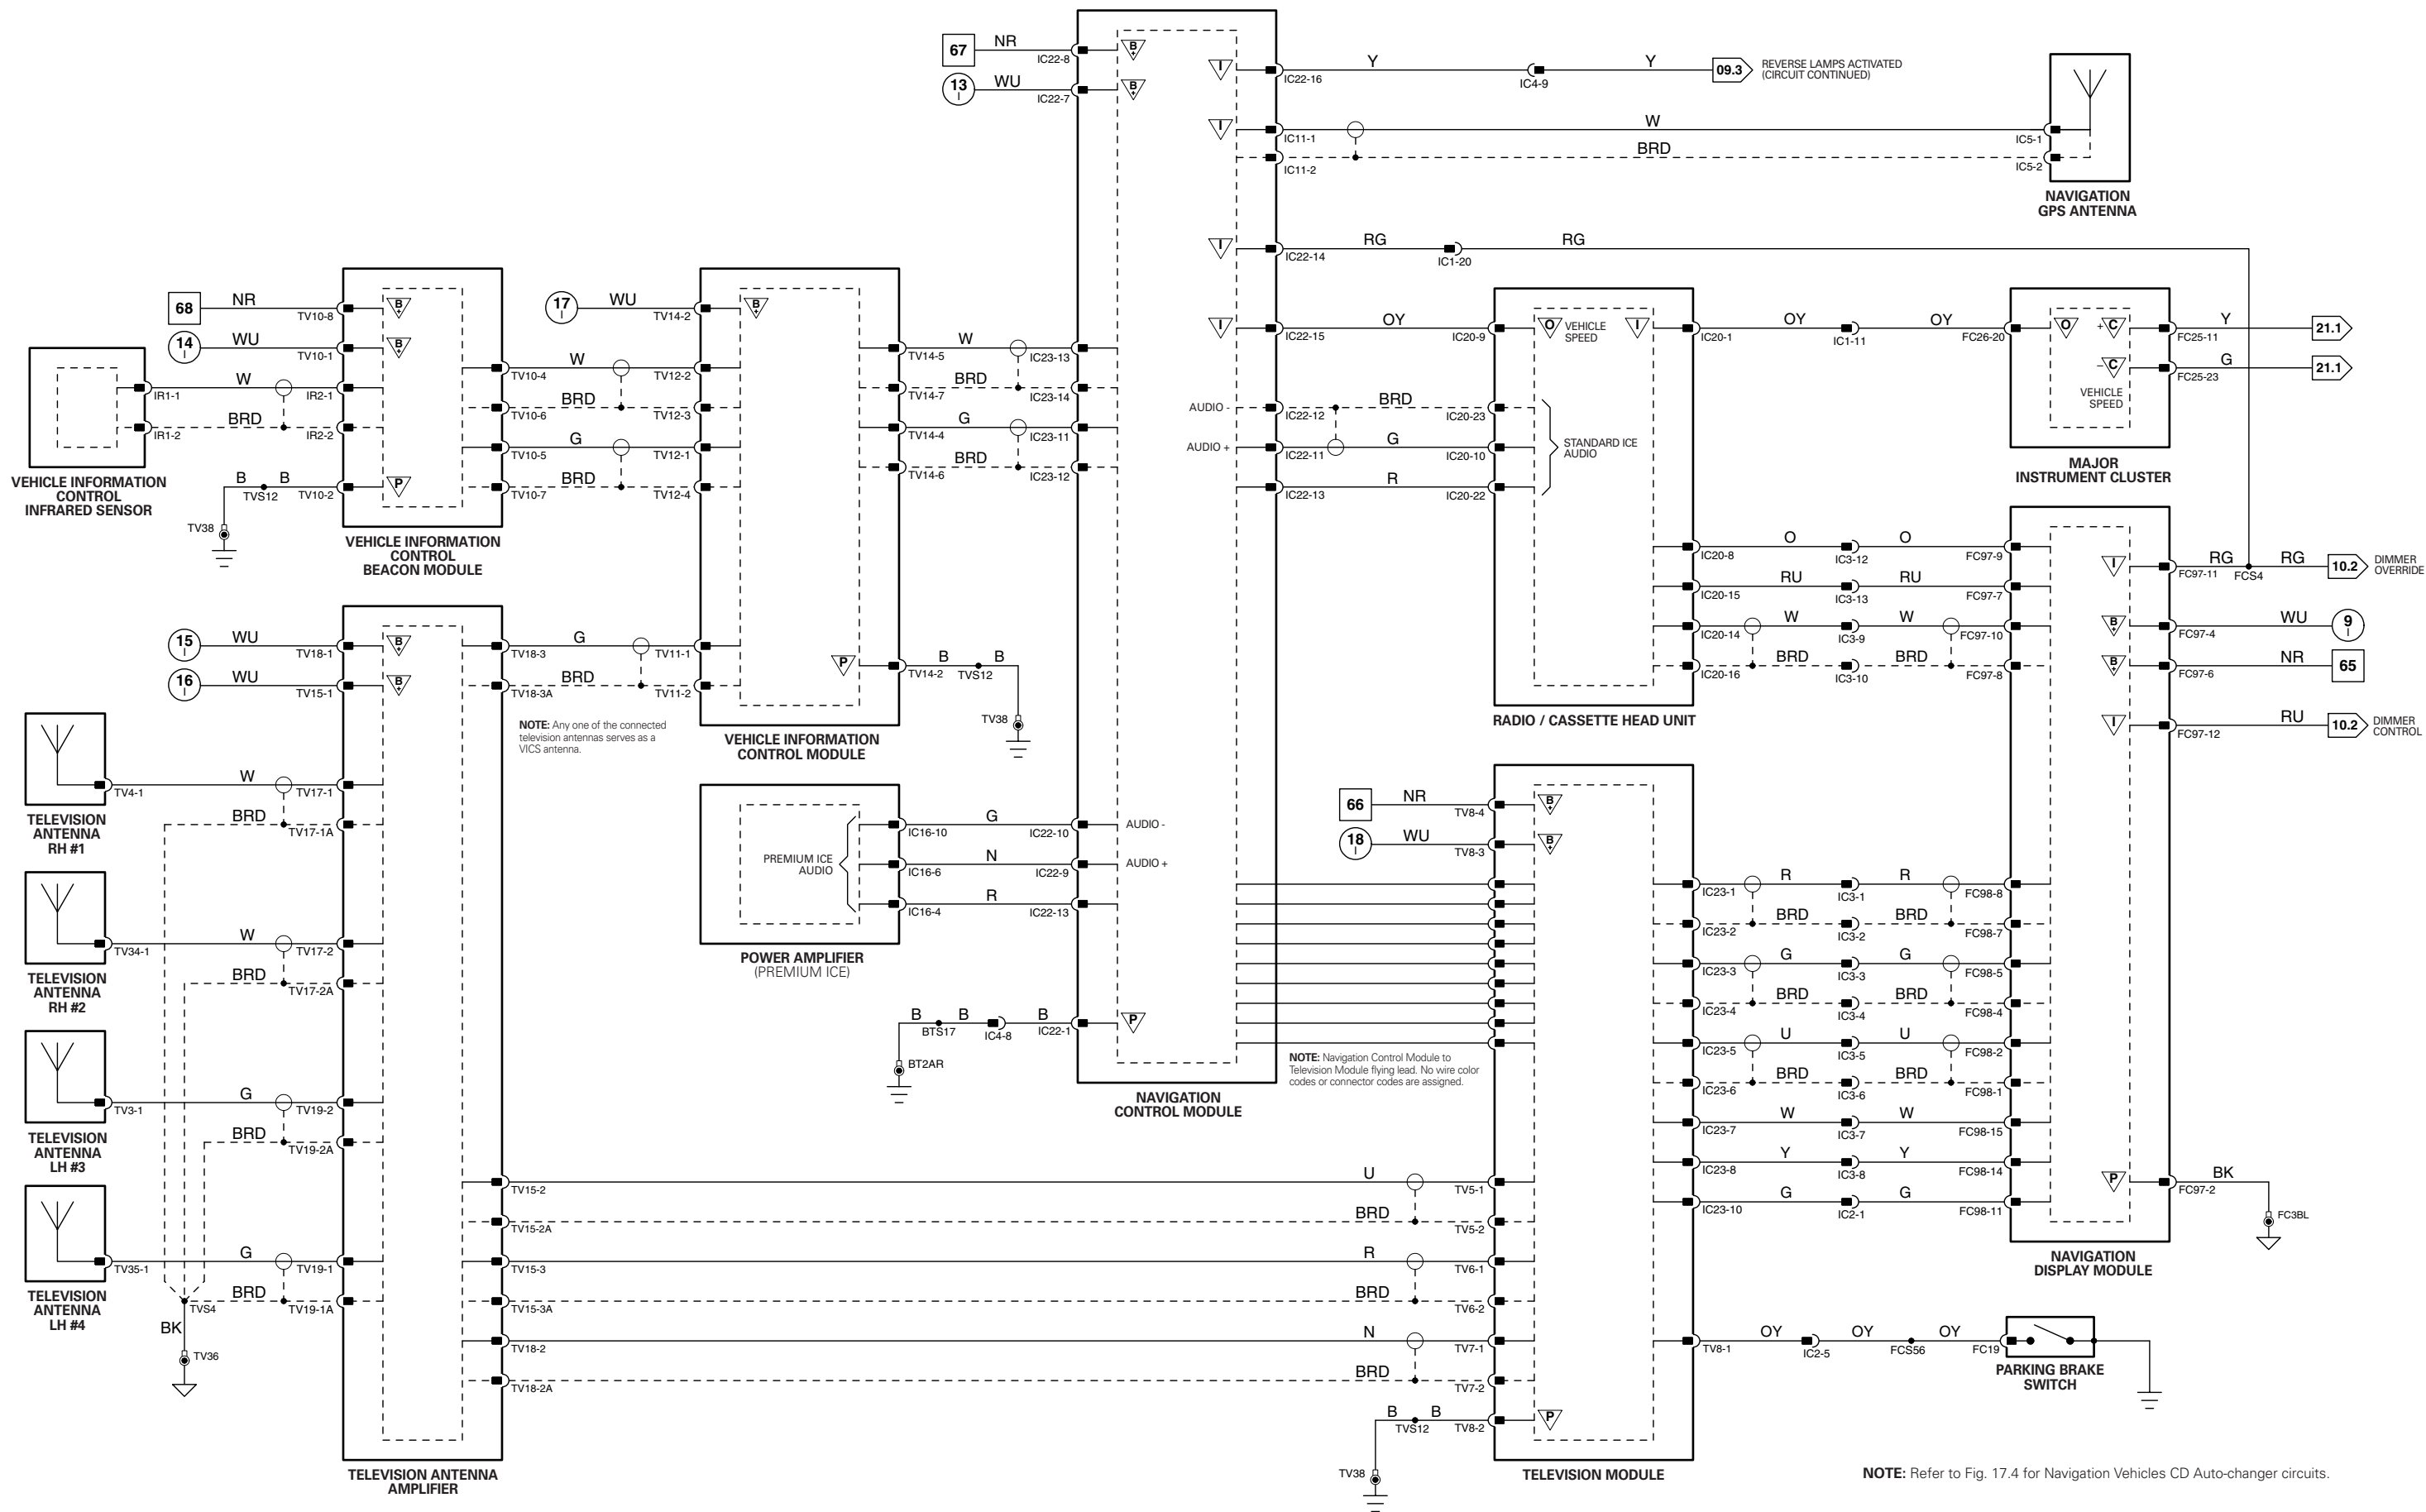 67
NR
IC22-8
B
+
13
I
WU
IC22-7
B
+
I
IC22-16
Y
IC4-9
Y
09.3
REVERSE LAMPS ACTIVATED
(CIRCUIT CONTINUED)
I
IC11-1
W
IC5-1
IC11-2
BRD
IC5-2
NAVIGATION
GPS ANTENNA
I
IC22-14
RG
IC1-20
RG
68
NR
TV10-8
B
+
14
I
WU
TV10-1
B
+
IR1-1
W
IR2-1
IR1-2
BRD
IR2-2
VEHICLE INFORMATION
CONTROL
INFRARED SENSOR
B
TVS12
B
TV10-2
P
TV38
VEHICLE INFORMATION
CONTROL
BEACON MODULE
TV10-4
W
TV12-2
TV10-6
BRD
TV12-3
TV10-5
G
TV12-1
TV10-7
BRD
TV12-4
17
I
WU
TV14-2
B
+
TV14-5
W
IC23-13
TV14-7
BRD
IC23-14
TV14-4
G
IC23-11
TV14-6
BRD
IC23-12
I
IC22-15
OY
IC20-9
O
VEHICLE
SPEED
I
IC20-1
OY
IC1-11
OY
FC26-20
O
+
C
FC25-11
Y
21.1
–
C
FC25-23
G
21.1
VEHICLE
SPEED
MAJOR
INSTRUMENT CLUSTER
AUDIO -
IC22-12
BRD
IC20-23
AUDIO +
IC22-11
G
IC20-10
STANDARD ICE
AUDIO
IC22-13
R
IC20-22
IC20-8
O
IC3-12
O
FC97-9
IC20-15
RU
IC3-13
RU
FC97-7
IC20-14
W
IC3-9
W
FC97-10
IC20-16
BRD
IC3-10
BRD
FC97-8
RADIO / CASSETTE HEAD UNIT
I
FC97-11
RG
FCS4
RG
10.2
DIMMER
OVERRIDE
B
+
FC97-4
WU
9
I
B
+
FC97-6
NR
65
I
FC97-12
RU
10.2
DIMMER
CONTROL
15
I
WU
TV18-1
B
+
16
I
WU
TV15-1
B
+
TV18-3
G
TV11-1
TV18-3A
BRD
TV11-2
NOTE: Any one of the connected
television antennas serves as a
VICS antenna.
P
TV14-2
B
TVS12
B
TV38
VEHICLE INFORMATION
CONTROL MODULE
TV4-1
W
TV17-1
BRD
TV17-1A
TELEVISION
ANTENNA
RH #1
TV34-1
W
TV17-2
BRD
TV17-2A
TELEVISION
ANTENNA
RH #2
TV3-1
G
TV19-2
BRD
TV19-2A
TELEVISION
ANTENNA
LH #3
TV35-1
G
TV19-1
BRD
TV19-1A
TVS4
TELEVISION
ANTENNA
LH #4
BK
TV36
TELEVISION ANTENNA
AMPLIFIER
PREMIUM ICE
AUDIO
IC16-10
G
IC22-10
AUDIO -
IC16-6
N
IC22-9
AUDIO +
IC16-4
R
IC22-13
POWER AMPLIFIER
(PREMIUM ICE)
B
BTS17
B
IC4-8
B
IC22-1
P
BT2AR
NAVIGATION
CONTROL MODULE
NOTE: Navigation Control Module to
Television Module flying lead. No wire color
codes or connector codes are assigned.
66
NR
TV8-4
B
+
18
I
WU
TV8-3
B
+
IC23-1
R
IC3-1
R
FC98-8
IC23-2
BRD
IC3-2
BRD
FC98-7
IC23-3
G
IC3-3
G
FC98-5
IC23-4
BRD
IC3-4
BRD
FC98-4
IC23-5
U
IC3-5
U
FC98-2
IC23-6
BRD
IC3-6
BRD
FC98-1
IC23-7
W
IC3-7
W
FC98-15
IC23-8
Y
IC3-8
Y
FC98-14
IC23-10
G
IC2-1
G
FC98-11
P
FC97-2
BK
FC3BL
NAVIGATION
DISPLAY MODULE
TV15-2
U
TV5-1
TV15-2A
BRD
TV5-2
TV15-3
R
TV6-1
TV15-3A
BRD
TV6-2
TV18-2
N
TV7-1
TV18-2A
BRD
TV7-2
B
TVS12
B
TV8-2
P
TV38
TELEVISION MODULE
TV8-1
OY
IC2-5
OY
FCS56
OY
FC19
PARKING BRAKE
SWITCH
NOTE: Refer to Fig. 17.4 for Navigation Vehicles CD Auto-changer circuits.